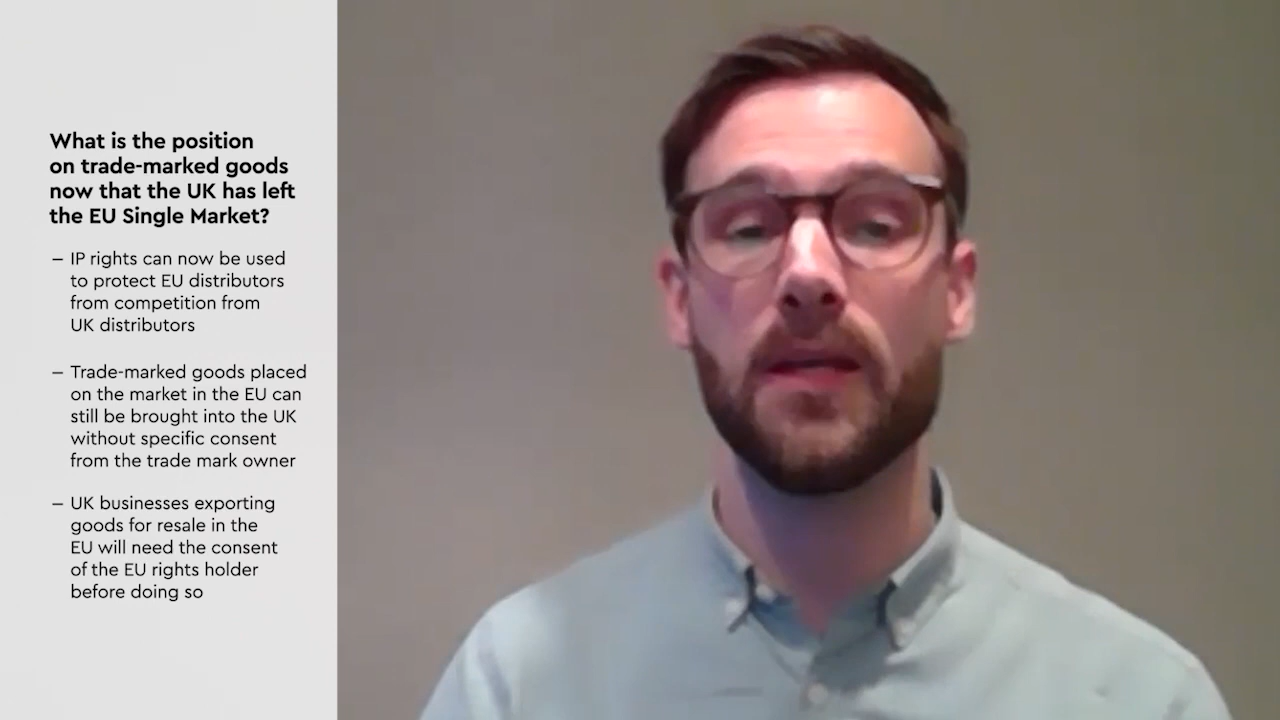 What is the position
on trade-marked goods
now that the UK has left
the EU Single Market?
– IP rights can now be used
to protect EU distributors
from competition from
UK distributors
– Trade-marked goods placed
on the market in the EU can
still be brought into the UK
without specific consent
from the trade mark owner
– UK businesses exporting
goods for resale in the
EU will need the consent
of the EU rights holder
before doing so